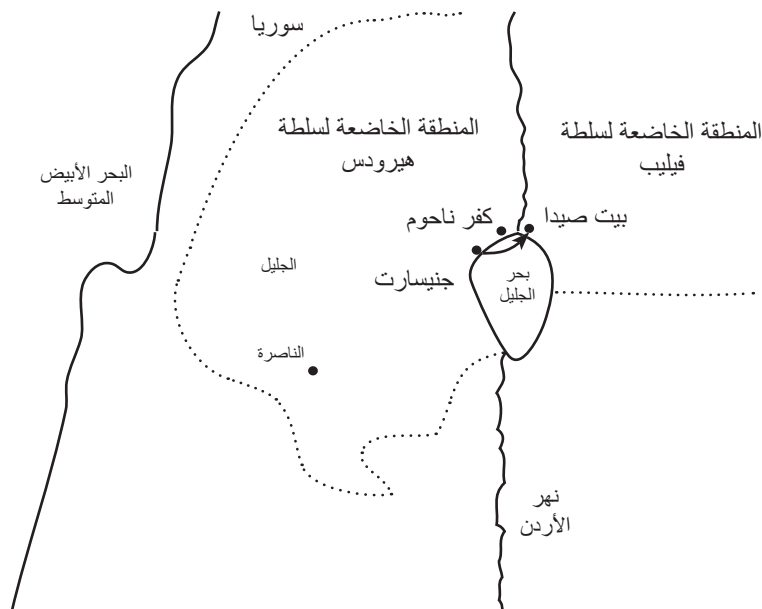 سوريا
المنطقة الخاضعة لسلطة
فيليب
المنطقة الخاضعة لسلطة
هيرودس
البحر الأبيض
المتوسط
بيت صيدا
كفر ناحوم
الجليل
بحر
الجليل
جنيسارت
الناصرة
نهر
الأردن